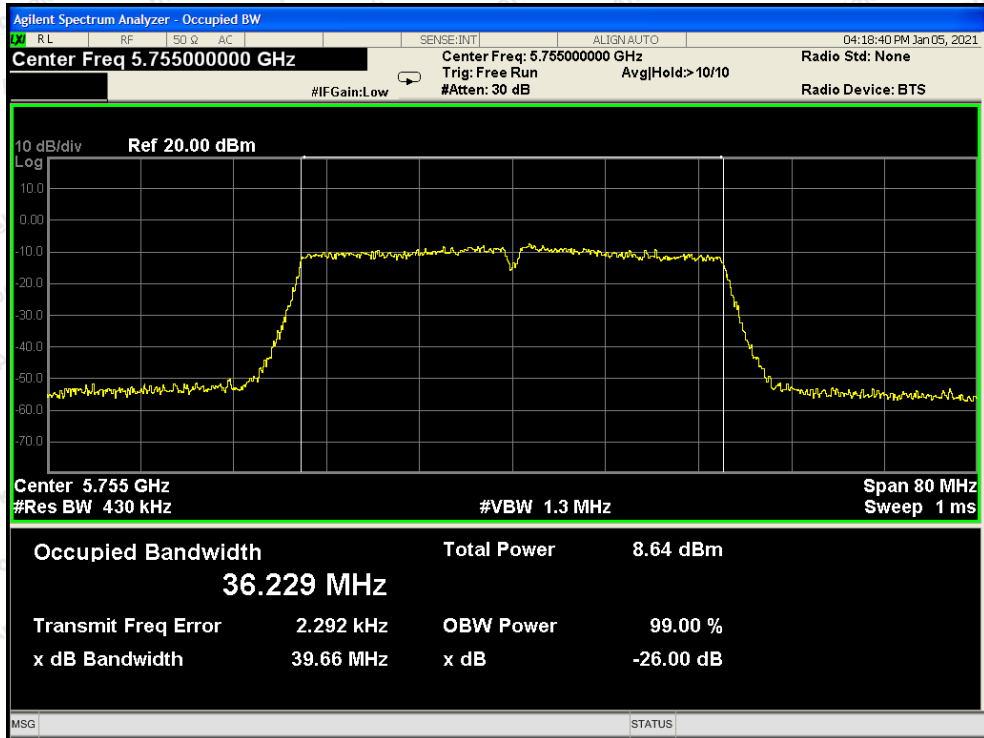 Agilent Spectrum Analyzer - Occupied BW
LXI RL RF 50 Ω AC SENSE:INT ALIGN AUTO 04:18:40 PM Jan 05, 2021
Center Freq 5.755000000 GHz Center Freq: 5.755000000 GHz Radio Std: None
Trig: Free Run Avg|Hold:>10/10
#IFGain:Low #Atten: 30 dB Radio Device: BTS
10 dB/div Ref 20.00 dBm
Log
10.0
0.00
-10.0
-20.0
-30.0
-40.0
-50.0
-60.0
-70.0
Center 5.755 GHz Span 80 MHz
#Res BW 430 kHz #VBW 1.3 MHz Sweep 1 ms
Occupied Bandwidth Total Power 8.64 dBm
36.229 MHz
Transmit Freq Error 2.292 kHz OBW Power 99.00 %
x dB Bandwidth 39.66 MHz x dB -26.00 dB
MSG STATUS